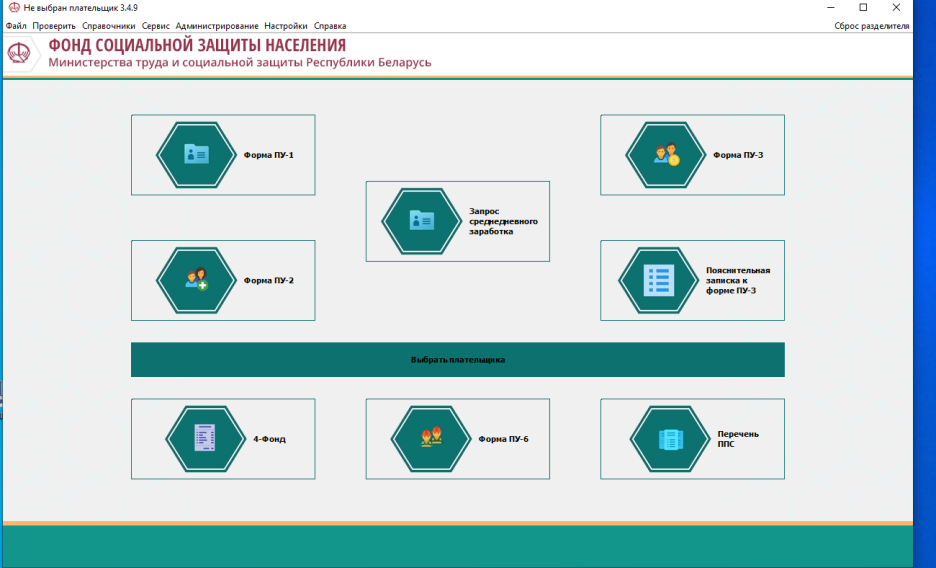 Не выбран плательщик 3.4.9
Файл Проверить Справочники Сервис Администрирование Настройки Справка Сброс разделителя
ФОНД СОЦИАЛЬНОЙ ЗАЩИТЫ НАСЕЛЕНИЯ
Министерства труда и социальной защиты Республики Беларусь
Форма ПУ-1
Форма ПУ-3
Запрос
среднедневного
заработка
Форма ПУ-2
Пояснительная
записка к
форме ПУ-3
Выбрать плательщика
4-Фонд
Форма ПУ-6
Перечень
ППС